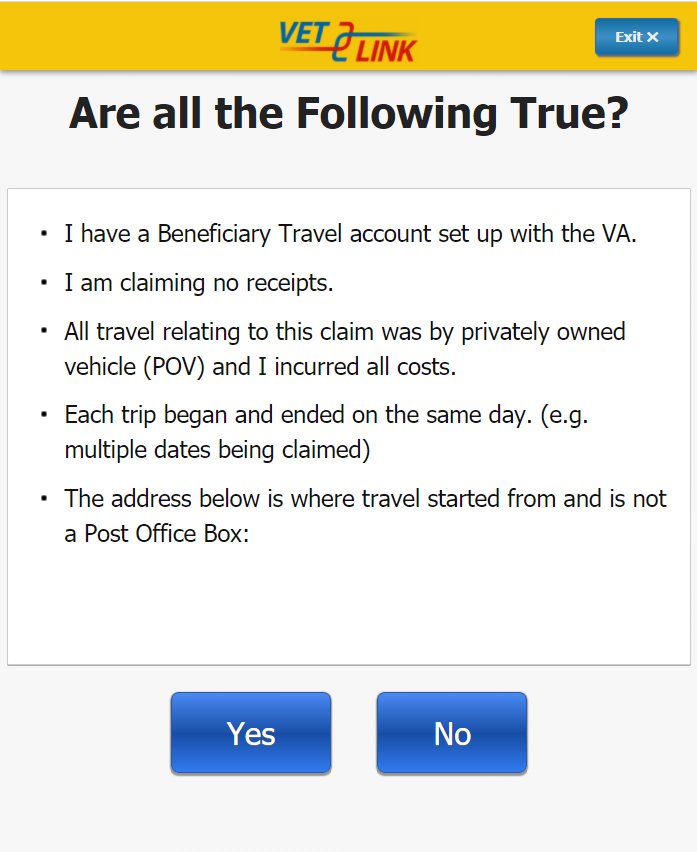 VET LINK
Exit ×
Are all the Following True?
• I have a Beneficiary Travel account set up with the VA.
• I am claiming no receipts.
• All travel relating to this claim was by privately owned
vehicle (POV) and I incurred all costs.
• Each trip began and ended on the same day. (e.g.
multiple dates being claimed)
• The address below is where travel started from and is not
a Post Office Box:
Yes
No